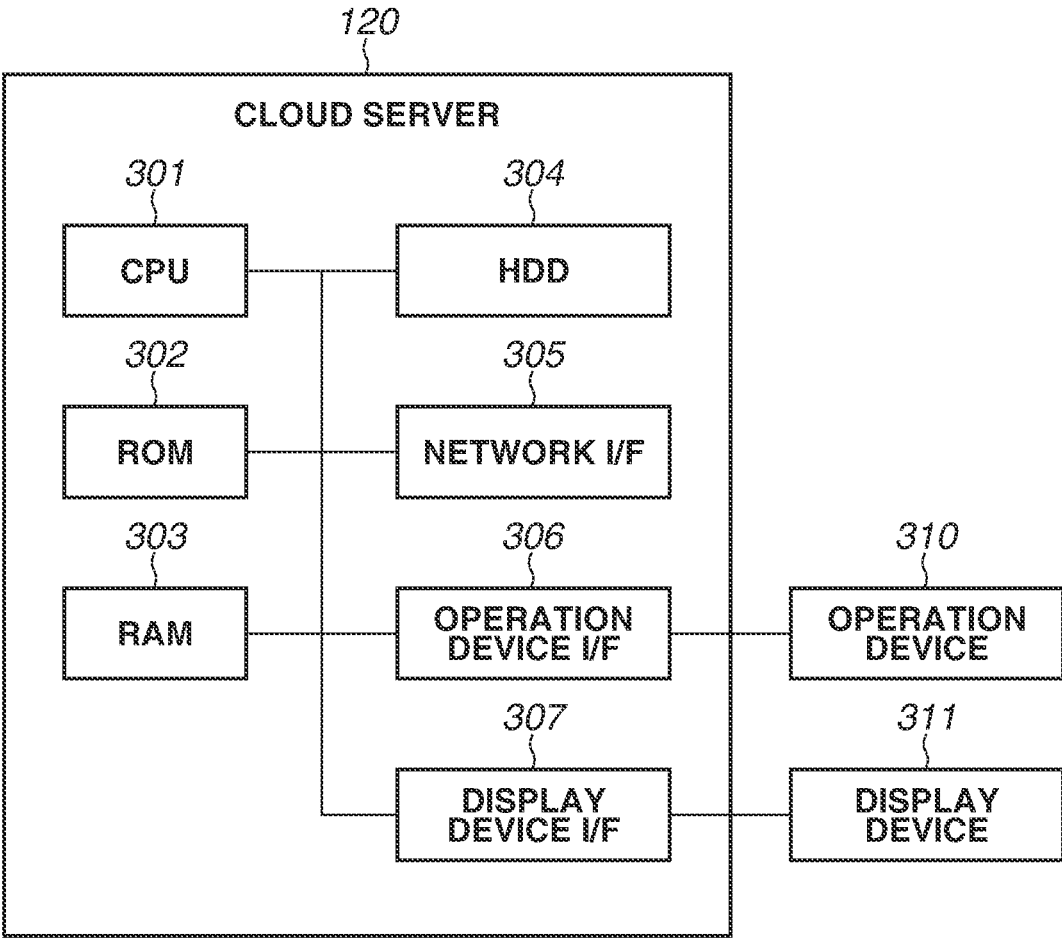 120
CLOUD SERVER
301
304
CPU
HDD
302
305
ROM
NETWORK I/F
303
306
310
RAM
OPERATION
DEVICE I/F
OPERATION
DEVICE
307
311
DISPLAY
DEVICE I/F
DISPLAY
DEVICE